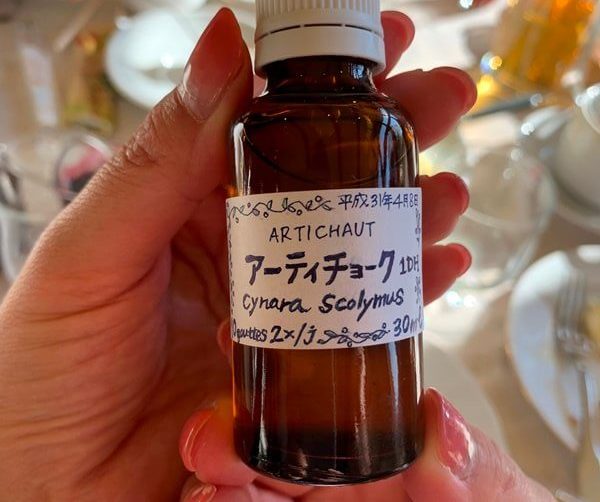 平成31年4月8日
ARTICHAUT
アーティチョーク 1DH
Cynara Scolymus
gouttes 2×/j 30m